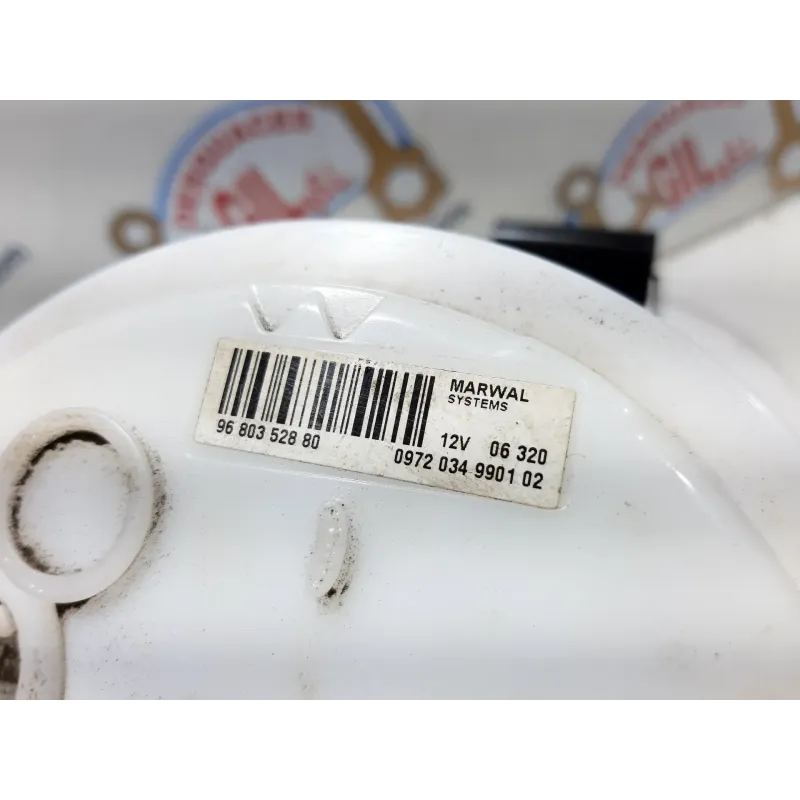 MARWAL
SYSTEMS
96 803 528 80
12V 06 320
0972 034 9901 02